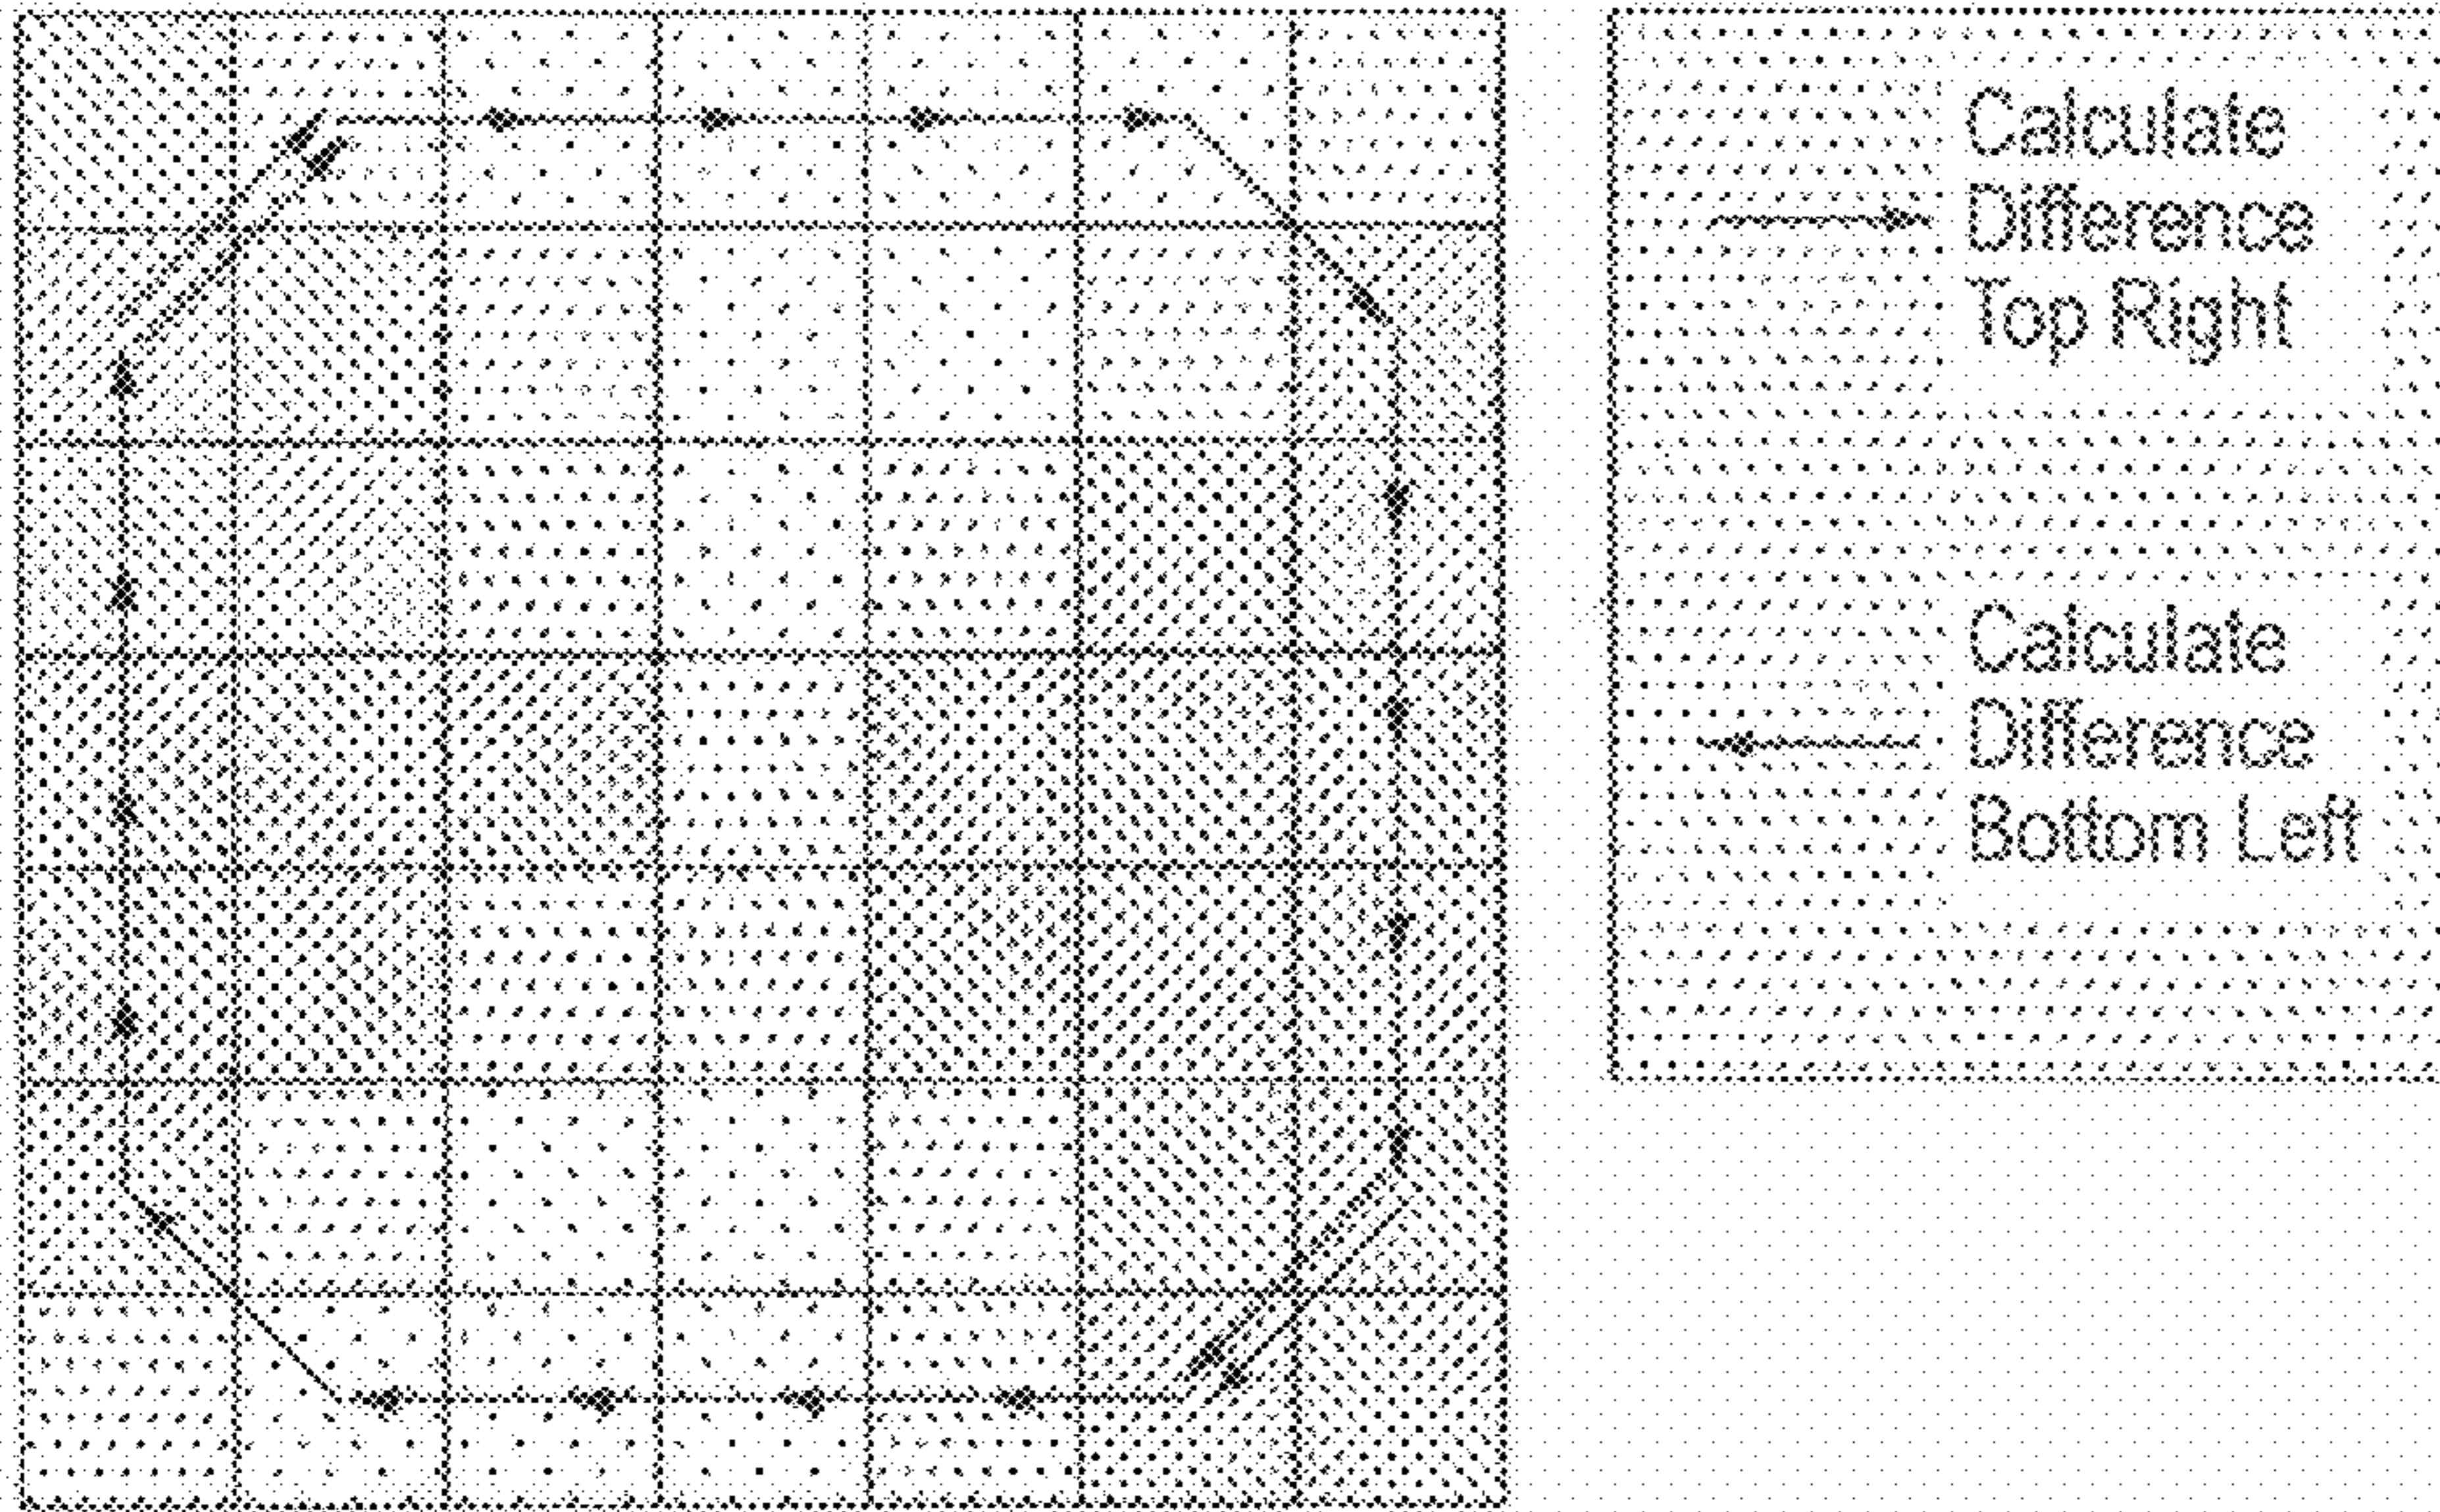 Calculate
Difference
Top Right
Calculate
Difference
Bottom Left